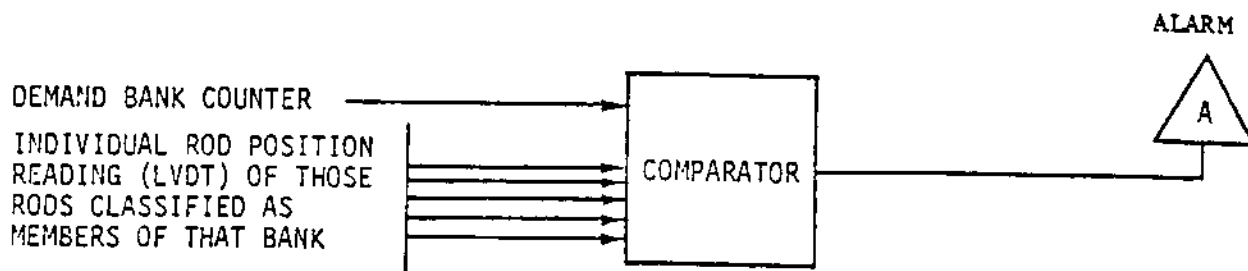 ALARM
DEMAND BANK COUNTER
A
INDIVIDUAL ROD POSITION
READING (LVDT) OF THOSE
COMPARATOR
RODS CLASSIFIED AS
MEMBERS OF THAT BANK